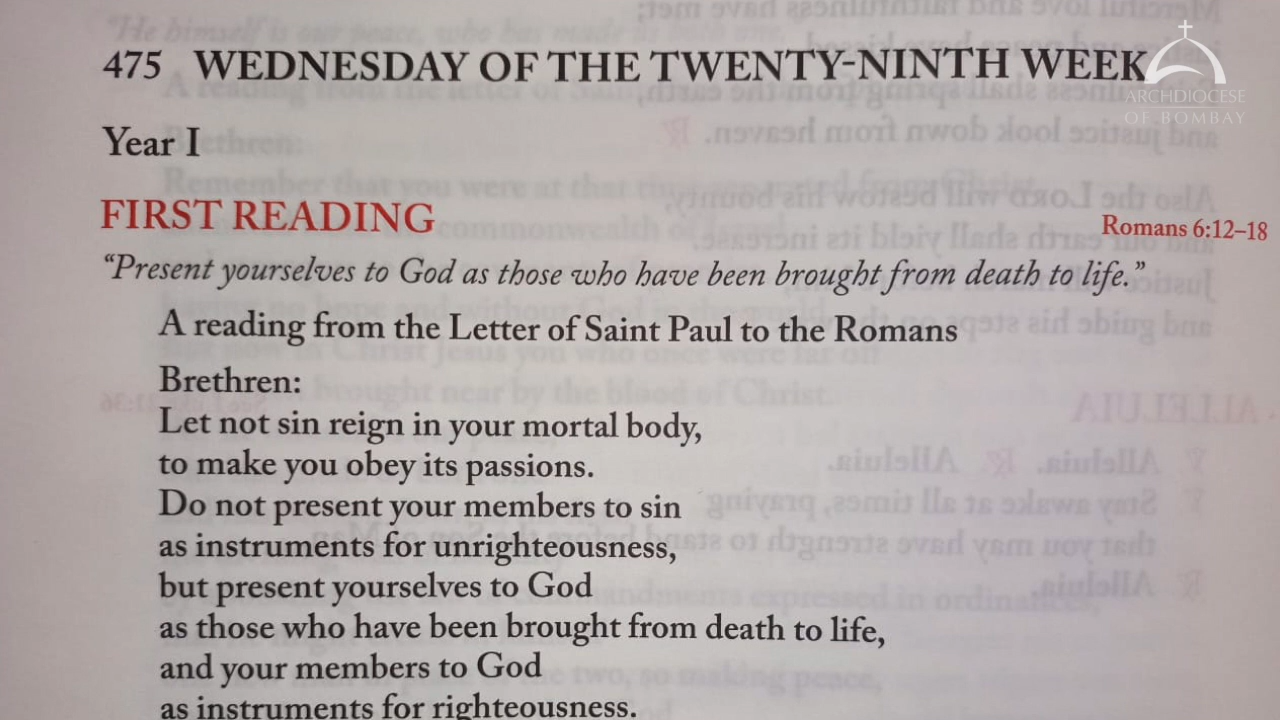 475 WEDNESDAY OF THE TWENTY-NINTH WEEK
ARCHDIOCESE
OF BOMBAY
Year I
FIRST READING
Romans 6:12–18
“Present yourselves to God as those who have been brought from death to life.”
A reading from the Letter of Saint Paul to the Romans
Brethren:
Let not sin reign in your mortal body,
to make you obey its passions.
Do not present your members to sin
as instruments for unrighteousness,
but present yourselves to God
as those who have been brought from death to life,
and your members to God
as instruments for righteousness.